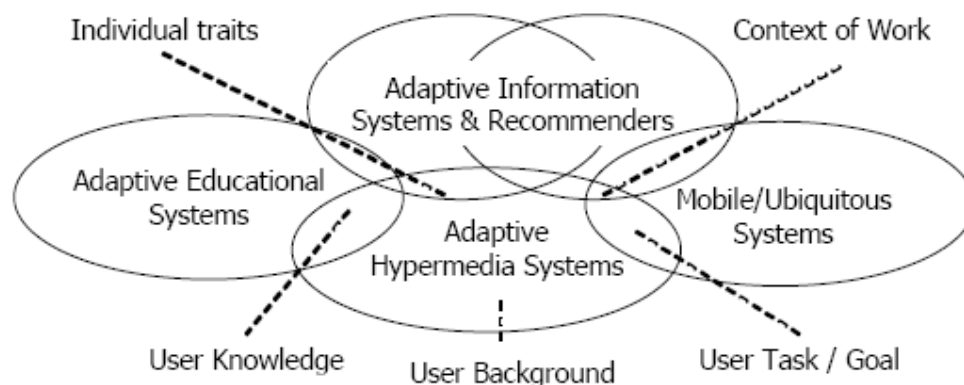 Individual traits
Context of Work
Adaptive Information
Systems & Recommenders
Adaptive Educational
Systems
Mobile/Ubiquitous
Systems
Adaptive
Hypermedia Systems
User Knowledge
User Background
User Task / Goal